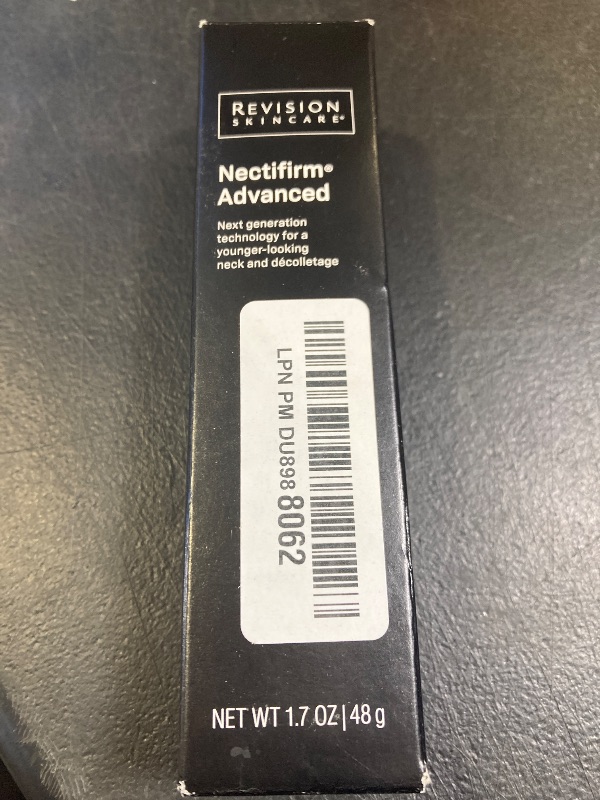 REVISION
SKINCARE®
Nectifirm®
Advanced
Next generation
technology for a
younger-looking
neck and décolletage
LPN PM DU898 8062
NET WT 1.7 OZ | 48 g